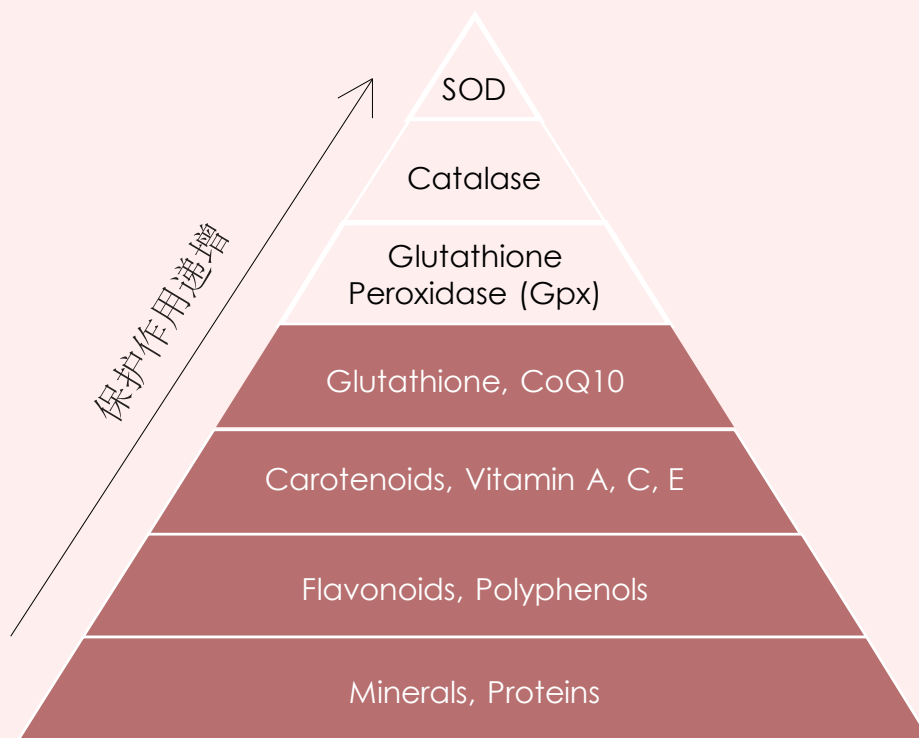 SOD
Catalase
Glutathione
Peroxidase (Gpx)
保护作用递增
Glutathione, CoQ10
Carotenoids, Vitamin A, C, E
Flavonoids, Polyphenols
Minerals, Proteins